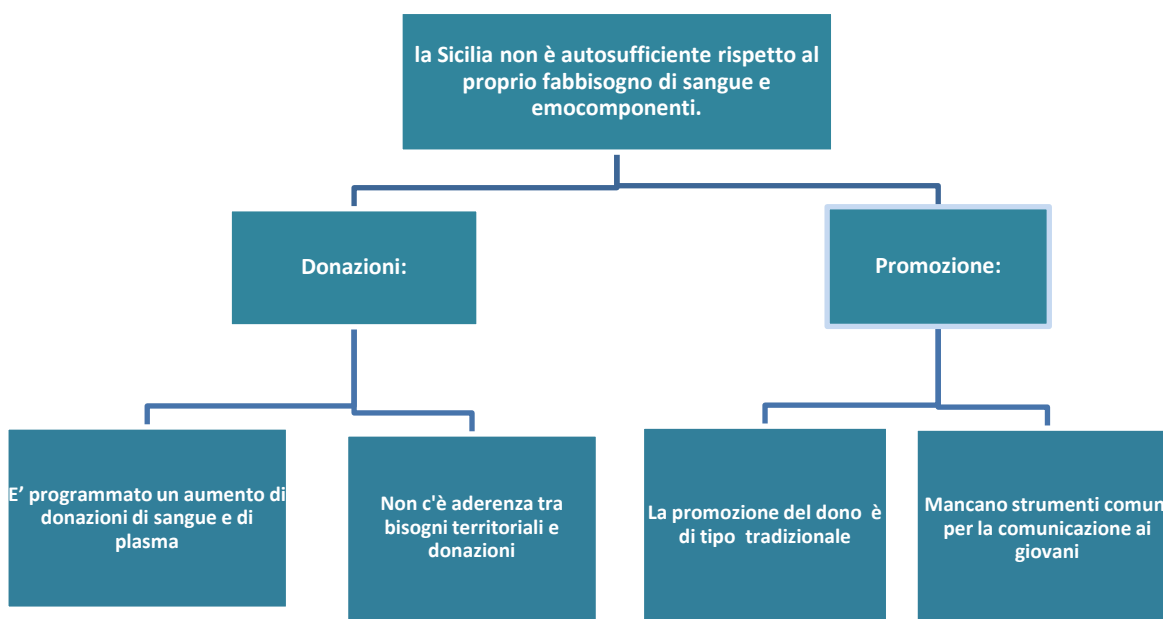 la Sicilia non è autosufficiente rispetto al
proprio fabbisogno di sangue e
emocomponenti.
Donazioni:
Promozione:
E’ programmato un aumento di
donazioni di sangue e di
plasma
Non c'è aderenza tra
bisogni territoriali e
donazioni
La promozione del dono è
di tipo tradizionale
Mancano strumenti comun
per la comunicazione ai
giovani